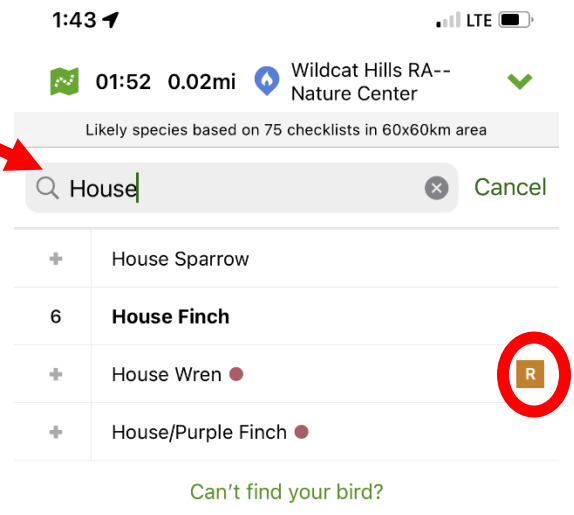 1:43 LTE
01:52 0.02mi Wildcat Hills RA--
Nature Center
Likely species based on 75 checklists in 60x60km area
House Cancel
+ House Sparrow
6 House Finch
+ House Wren R
+ House/Purple Finch
Can't find your bird?